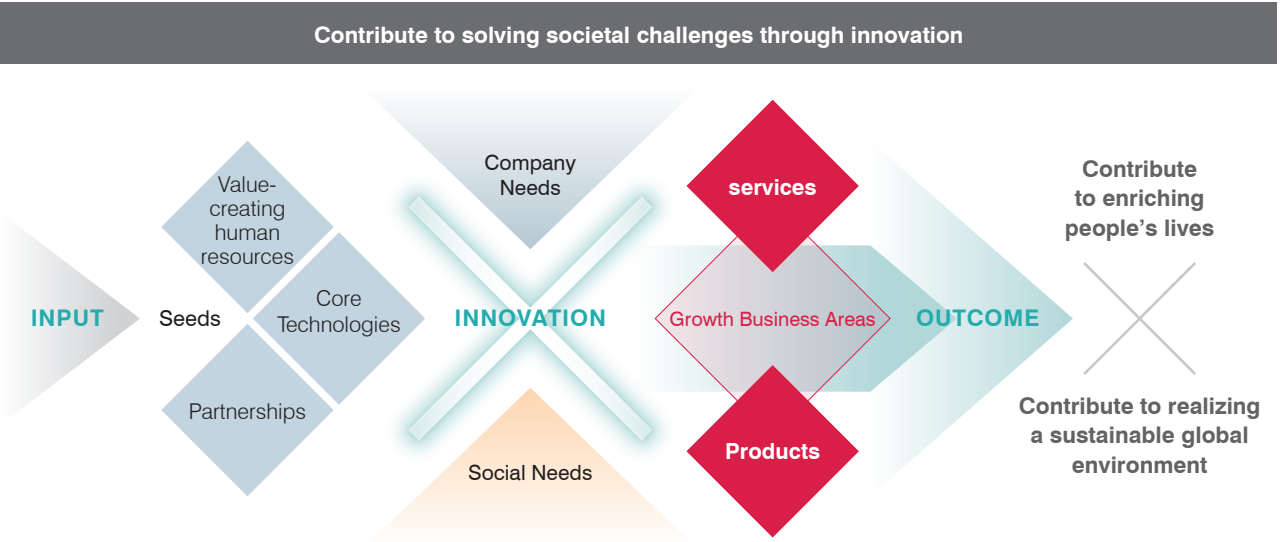 Contribute to solving societal challenges through innovation
INPUT
Seeds
Value-
creating
human
resources
Core
Technologies
Partnerships
Company
Needs
INNOVATION
Social Needs
services
Growth Business Areas
Products
OUTCOME
Contribute
to enriching
people’s lives
Contribute to realizing
a sustainable global
environment